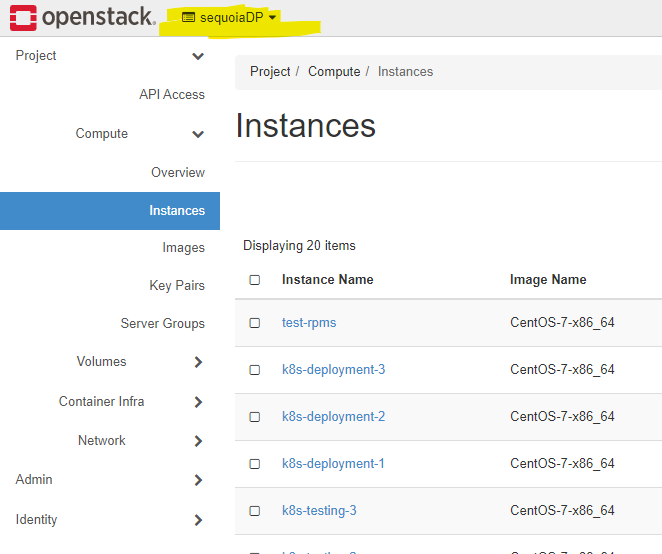 openstack. sequoiaDP
Project
API Access
Compute
Overview
Instances
Images
Key Pairs
Server Groups
Volumes
Container Infra
Network
Admin
Identity
Project / Compute / Instances
Instances
Displaying 20 items
Instance Name Image Name
test-rpms CentOS-7-x86_64
k8s-deployment-3 CentOS-7-x86_64
k8s-deployment-2 CentOS-7-x86_64
k8s-deployment-1 CentOS-7-x86_64
k8s-testing-3 CentOS-7-x86_64